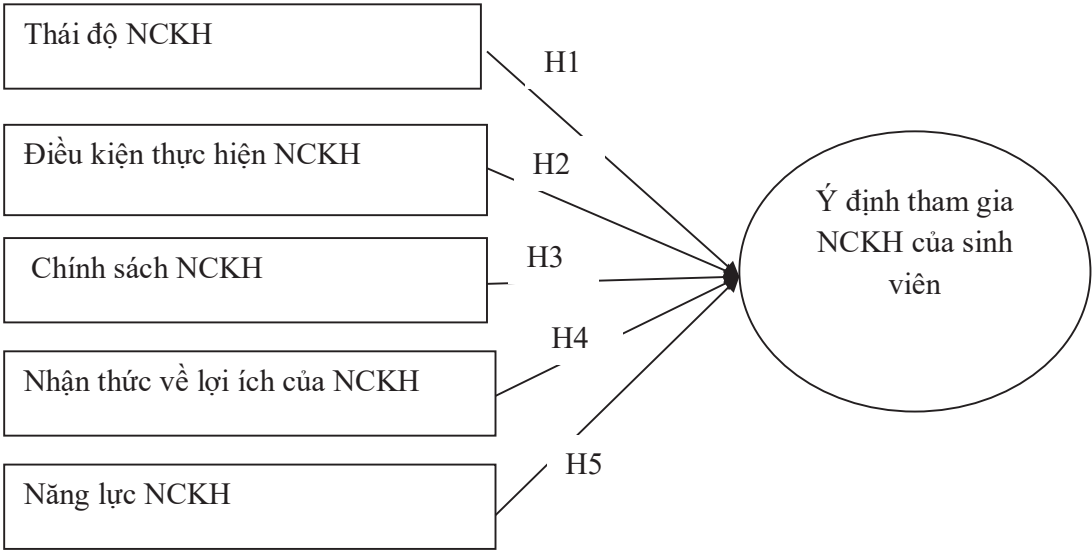 Thái độ NCKH
H1
Điều kiện thực hiện NCKH
H2
Chính sách NCKH
H3
Nhận thức về lợi ích của NCKH
H4
Năng lực NCKH
H5
Ý định tham gia
NCKH của sinh
viên